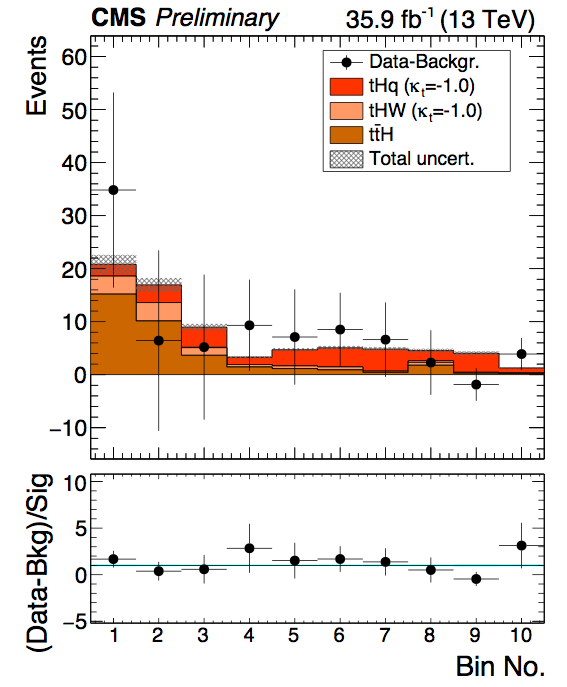 CMS Preliminary 35.9 fb⁻¹ (13 TeV)
Events
60
50
40
30
20
10
0
−10
Data-Backgr.
tHq (κₜ=-1.0)
tHW (κₜ=-1.0)
tt̄H
Total uncert.
(Data-Bkg)/Sig
10
5
0
−5
1 2 3 4 5 6 7 8 9 10
Bin No.